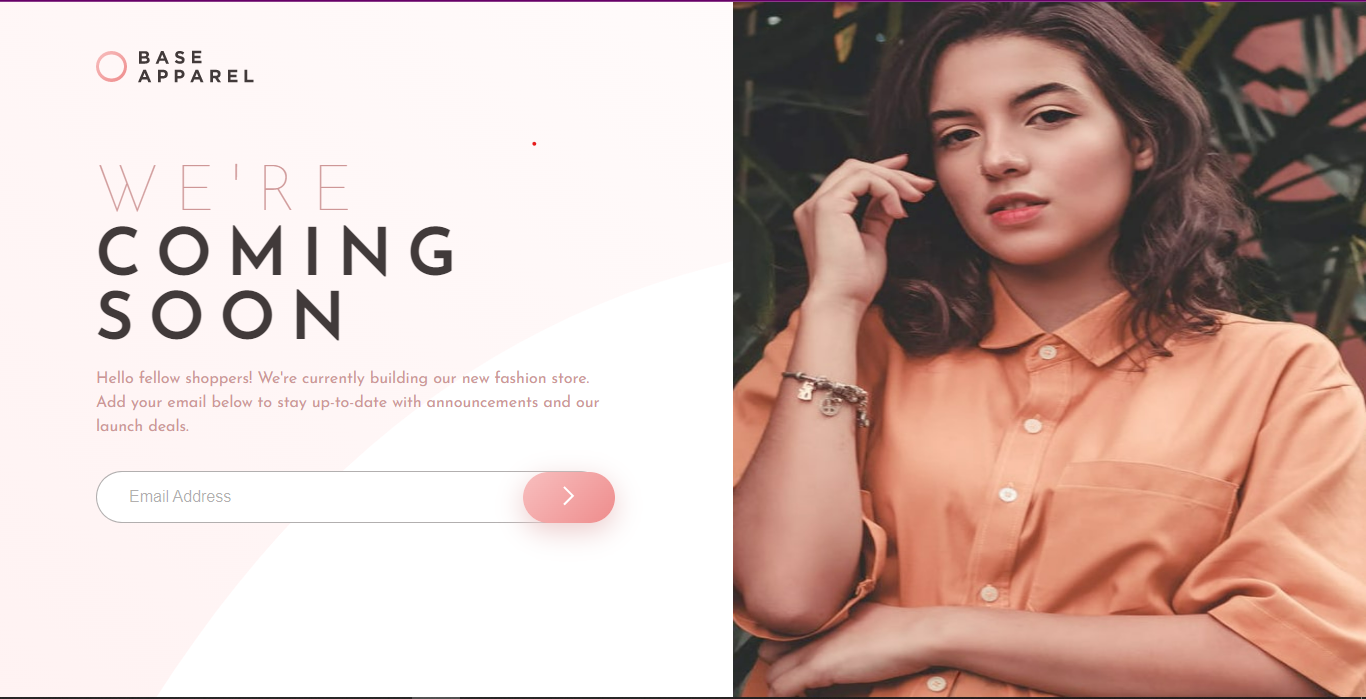 BASE
APPAREL
WE'RE
COMING
SOON
Hello fellow shoppers! We're currently building our new fashion store.
Add your email below to stay up-to-date with announcements and our
launch deals.
Email Address